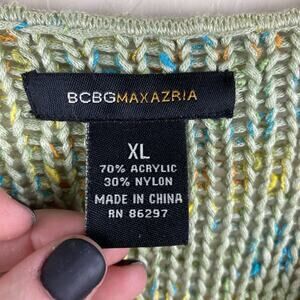 BCBGMAXAZRIA
XL
70% ACRYLIC
30% NYLON
MADE IN CHINA
RN 86297